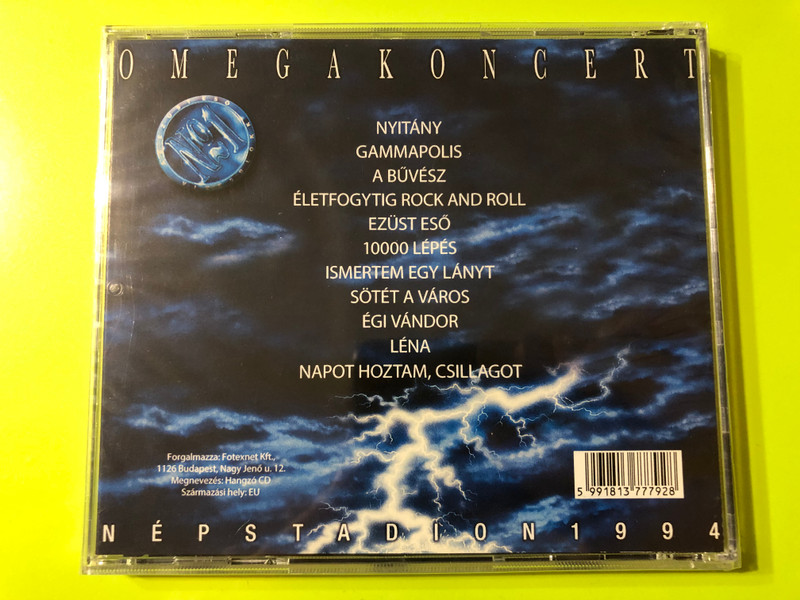 OMEGAKONCERT
NYITÁNY
GAMMAPOLIS
A BŰVÉSZ
ÉLETFOGYTIG ROCK AND ROLL
EZÜST ESŐ
10000 LÉPÉS
ISMERTEM EGY LÁNYT
SÖTÉT A VÁROS
ÉGI VÁNDOR
LÉNA
NAPOT HOZTAM, CSILLAGOT
Forgalmazza: Fotexnet Kft.,
1126 Budapest, Nagy Jenő u. 12.
Megnevezés: Hangzó CD
Származási hely: EU
5 991813 777928
NÉPSTADION1994